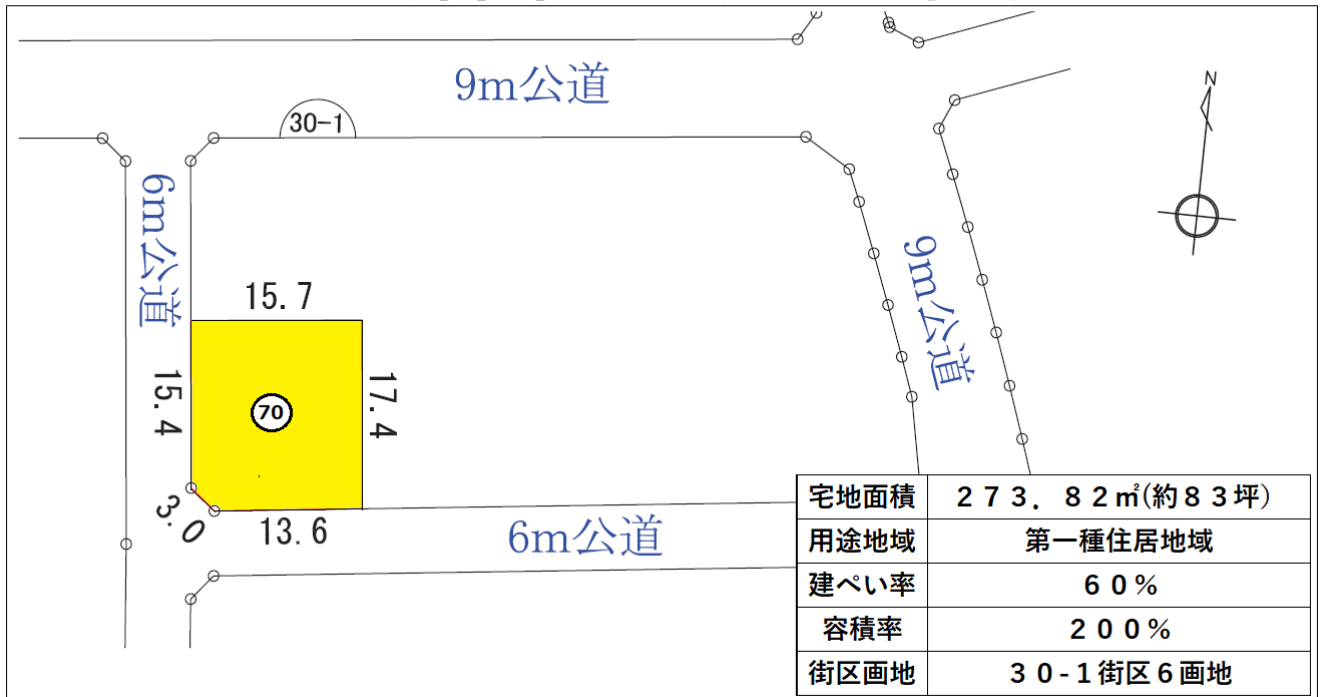 9m公道
30-1
N
6m公道
9m公道
15.7
15.4
17.4
70
3.0
13.6
6m公道
宅地面積 273.82㎡(約83坪)
用途地域 第一種住居地域
建ぺい率 60%
容積率 200%
街区画地 30-1街区6画地